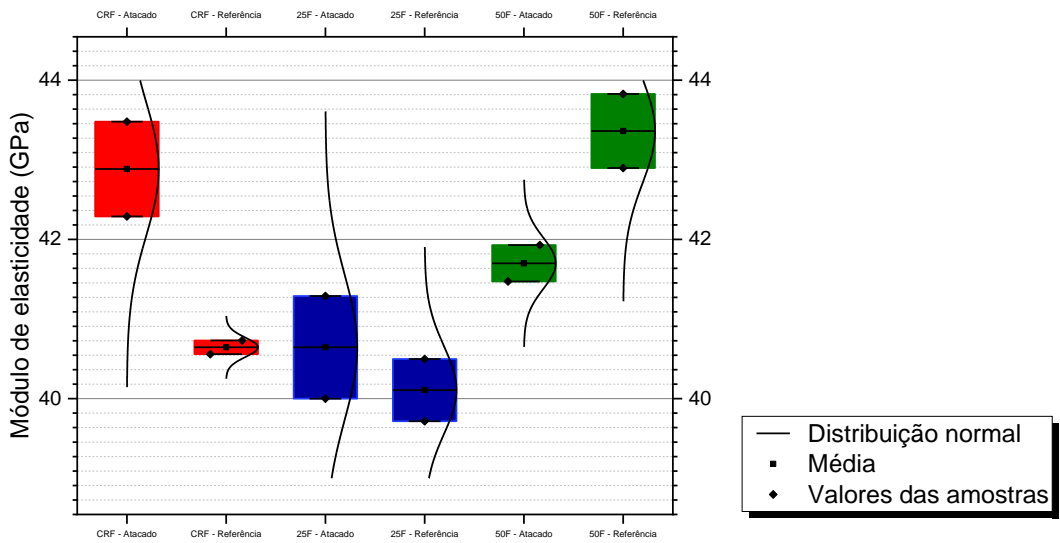 CRF - Atacado CRF - Referência 25F - Atacado 25F - Referência 50F - Atacado 50F - Referência
44 44
42 42
40 40
Módulo de elasticidade (GPa)
CRF - Atacado CRF - Referência 25F - Atacado 25F - Referência 50F - Atacado 50F - Referência
Distribuição normal
Média
Valores das amostras